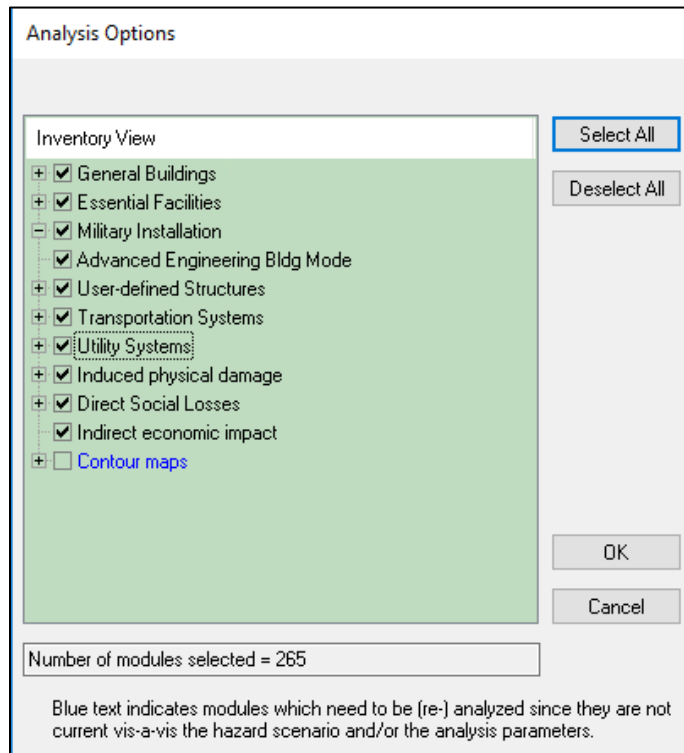 Analysis Options
Inventory View
Select All
Deselect All
General Buildings
Essential Facilities
Military Installation
Advanced Engineering Bldg Mode
User-defined Structures
Transportation Systems
Utility Systems
Induced physical damage
Direct Social Losses
Indirect economic impact
Contour maps
OK
Cancel
Number of modules selected = 265
Blue text indicates modules which need to be (re-) analyzed since they are not
current vis-a-vis the hazard scenario and/or the analysis parameters.